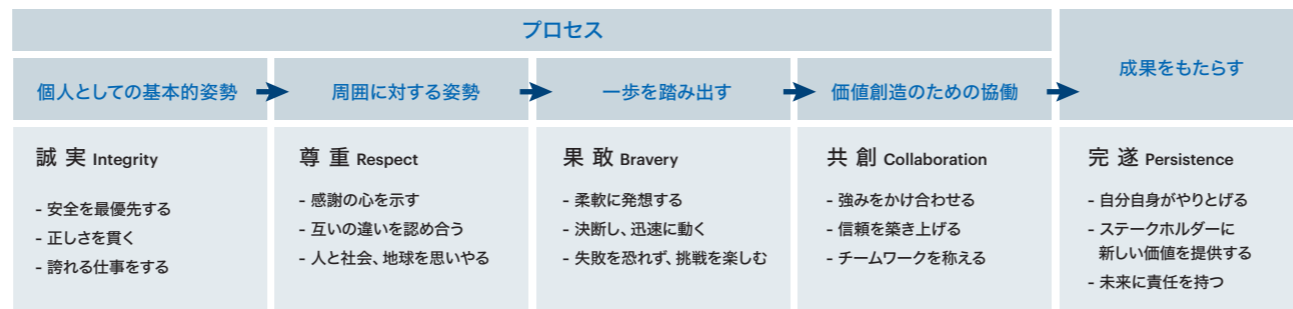 プロセス
成果をもたらす
個人としての基本的姿勢
周囲に対する姿勢
一歩を踏み出す
価値創造のための協働
誠 実 Integrity
- 安全を最優先する
- 正しさを貫く
- 誇れる仕事をする
尊 重 Respect
- 感謝の心を示す
- 互いの違いを認め合う
- 人と社会、地球を思いやる
果 敢 Bravery
- 柔軟に発想する
- 決断し、迅速に動く
- 失敗を恐れず、挑戦を楽しむ
共 創 Collaboration
- 強みをかけ合わせる
- 信頼を築き上げる
- チームワークを称える
完 遂 Persistence
- 自分自身がやりとげる
- ステークホルダーに
新しい価値を提供する
- 未来に責任を持つ